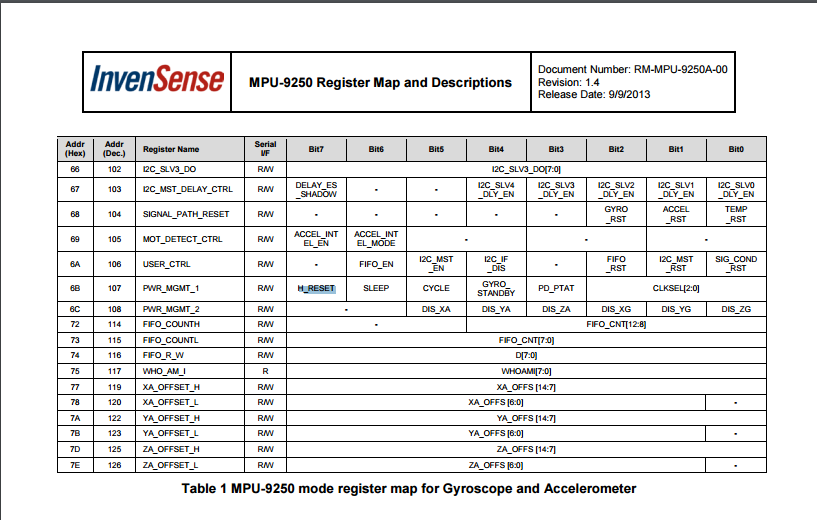 InvenSense
MPU-9250 Register Map and Descriptions
Document Number: RM-MPU-9250A-00
Revision: 1.4
Release Date: 9/9/2013
Addr (Hex) Addr (Dec.) Register Name Serial I/F Bit7 Bit6 Bit5 Bit4 Bit3 Bit2 Bit1 Bit0
66 102 I2C_SLV3_DO R/W I2C_SLV3_DO[7:0]
67 103 I2C_MST_DELAY_CTRL R/W DELAY_ES_SHADOW - - I2C_SLV4_DLY_EN I2C_SLV3_DLY_EN I2C_SLV2_DLY_EN I2C_SLV1_DLY_EN I2C_SLV0_DLY_EN
68 104 SIGNAL_PATH_RESET R/W - - - - - GYRO_RST ACCEL_RST TEMP_RST
69 105 MOT_DETECT_CTRL R/W ACCEL_INTEL_EN ACCEL_INTEL_MODE - - -
6A 106 USER_CTRL R/W - FIFO_EN I2C_MST_EN I2C_IF_DIS - FIFO_RST I2C_MST_RST SIG_COND_RST
6B 107 PWR_MGMT_1 R/W H_RESET SLEEP CYCLE GYRO_STANDBY PD_PTAT CLKSEL[2:0]
6C 108 PWR_MGMT_2 R/W - DIS_XA DIS_YA DIS_ZA DIS_XG DIS_YG DIS_ZG
72 114 FIFO_COUNTH R/W - FIFO_CNT[12:8]
73 115 FIFO_COUNTL R/W FIFO_CNT[7:0]
74 116 FIFO_R_W R/W D[7:0]
75 117 WHO_AM_I R WHOAMI[7:0]
77 119 XA_OFFSET_H R/W XA_OFFS [14:7]
78 120 XA_OFFSET_L R/W XA_OFFS [6:0] -
7A 122 YA_OFFSET_H R/W YA_OFFS [14:7]
7B 123 YA_OFFSET_L R/W YA_OFFS [6:0] -
7D 125 ZA_OFFSET_H R/W ZA_OFFS [14:7]
7E 126 ZA_OFFSET_L R/W ZA_OFFS [6:0] -
Table 1 MPU-9250 mode register map for Gyroscope and Accelerometer